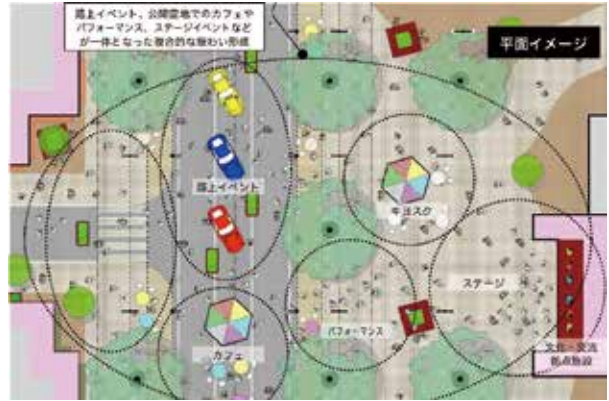 路上イベント、公開空地でのカフェや
パフォーマンス、ステージイベントなど
が一体となった複合的な賑わい形成
平面イメージ
路上イベント
キヨスク
ステージ
パフォーマンス
カフェ
文化・交流
拠点施設